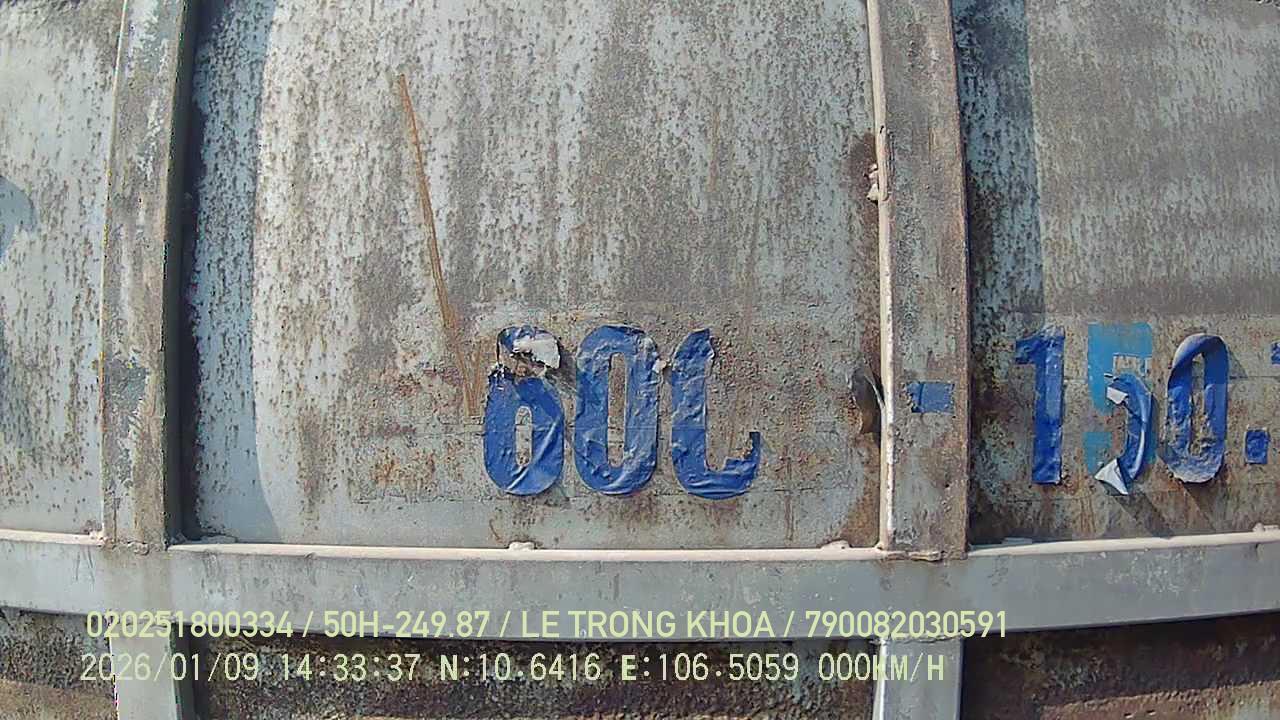 60C - 150.
020251800334 / 50H-249.87 / LE TRONG KHOA / 790082030591
2026/01/09 14:33:37 N:10.6416 E:106.5059 000KM/H